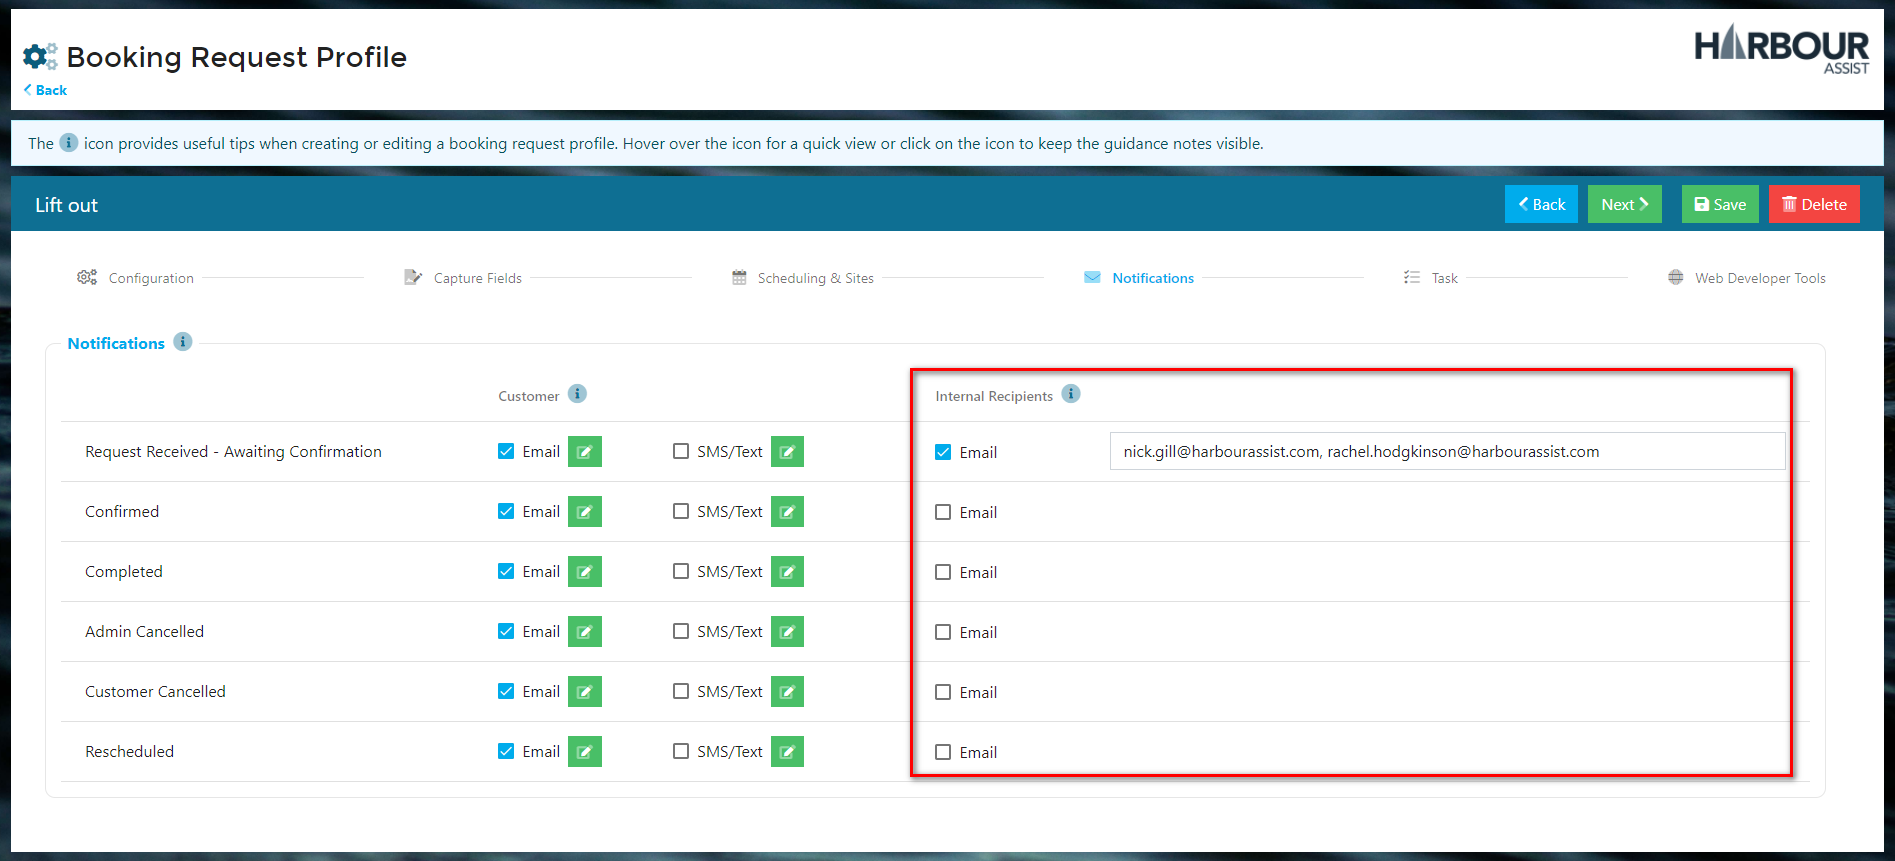 Booking Request Profile
HARBOUR
ASSIST
Back
The i icon provides useful tips when creating or editing a booking request profile. Hover over the icon for a quick view or click on the icon to keep the guidance notes visible.
Lift out
Back Next Save Delete
Configuration Capture Fields Scheduling & Sites Notifications Task Web Developer Tools
Notifications i
Customer i Internal Recipients i
Request Received - Awaiting Confirmation Email SMS/Text Email nick.gill@harbourassist.com, rachel.hodgkinson@harbourassist.com
Confirmed Email SMS/Text Email
Completed Email SMS/Text Email
Admin Cancelled Email SMS/Text Email
Customer Cancelled Email SMS/Text Email
Rescheduled Email SMS/Text Email